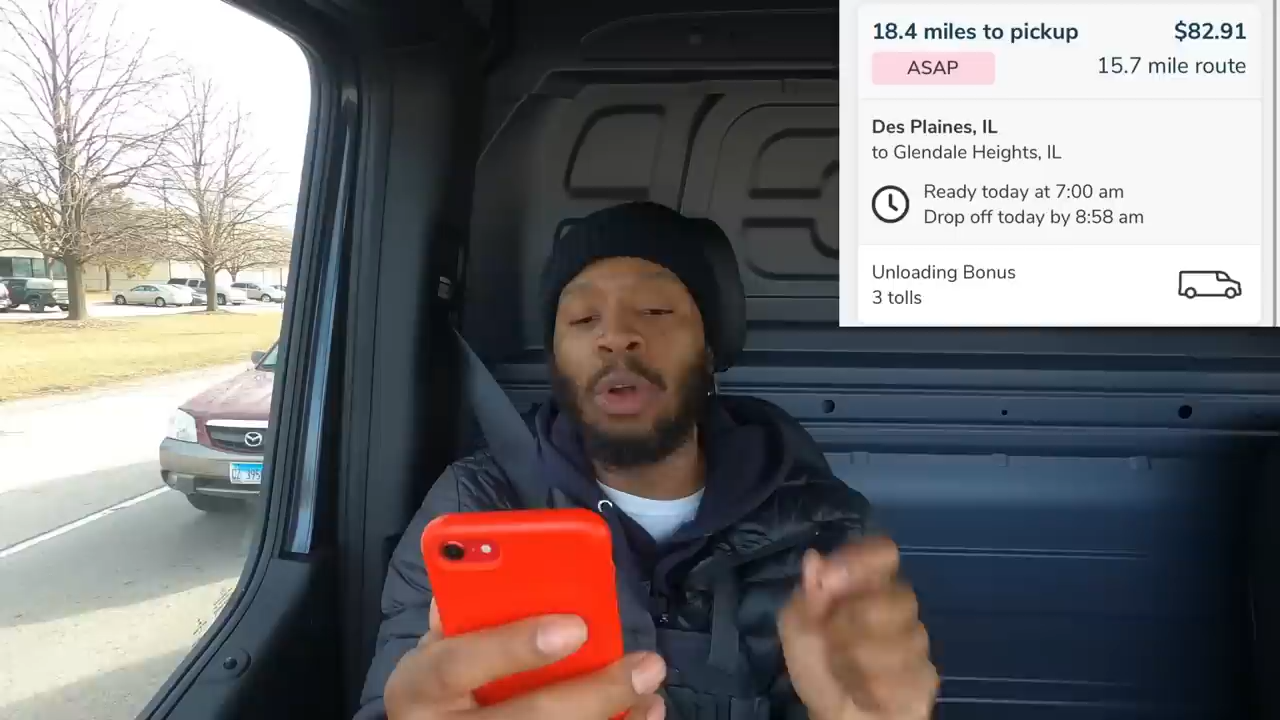 18.4 miles to pickup $82.91
ASAP 15.7 mile route
Des Plaines, IL
to Glendale Heights, IL
Ready today at 7:00 am
Drop off today by 8:58 am
Unloading Bonus
3 tolls